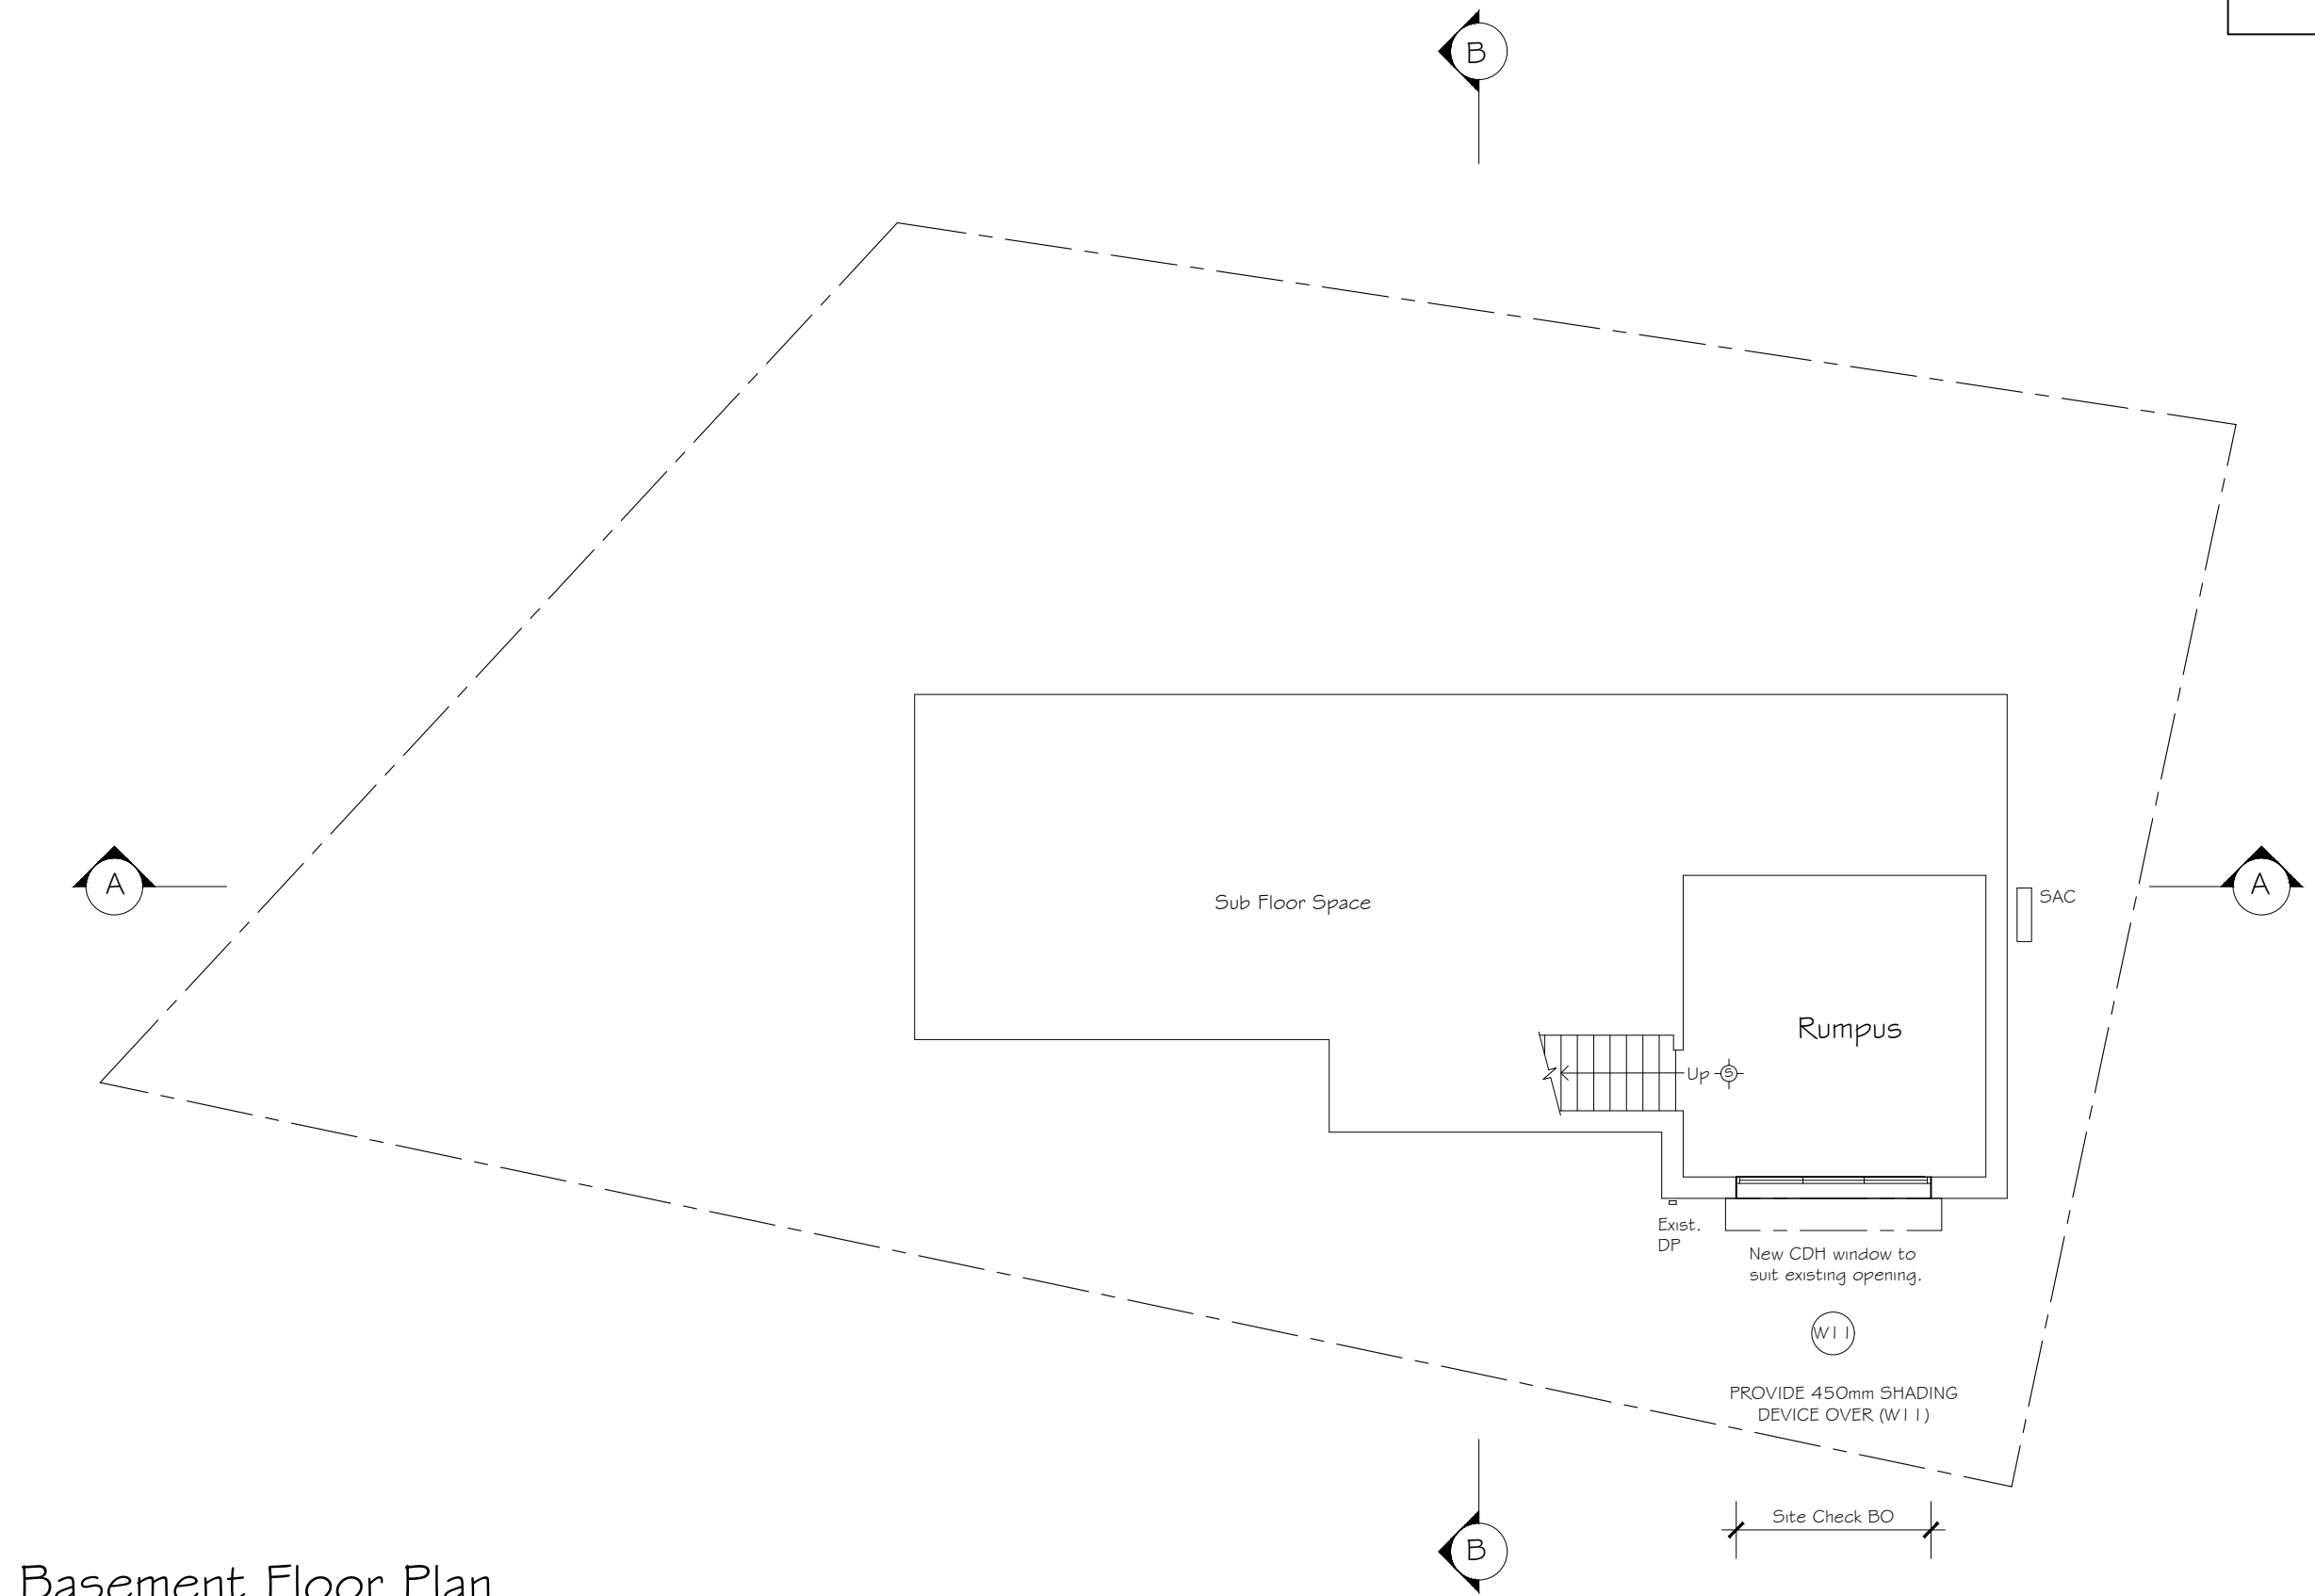 B
A
Sub Floor Space
SAC
A
Rumpus
Up
S
Exist.
DP
New CDH window to
suit existing opening.
W11
PROVIDE 450mm SHADING
DEVICE OVER (W11)
Site Check BO
B
Basement Floor Plan